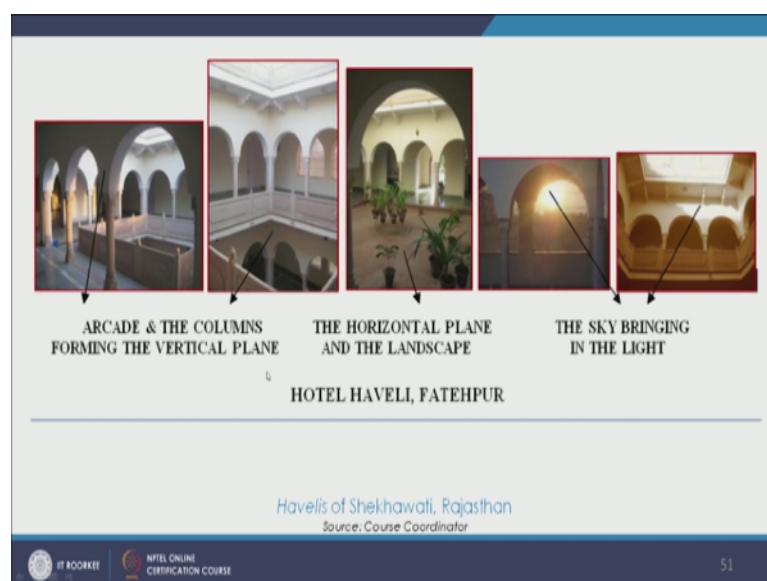 ARCADE & THE COLUMNS
FORMING THE VERTICAL PLANE
THE HORIZONTAL PLANE
AND THE LANDSCAPE
THE SKY BRINGING
IN THE LIGHT
HOTEL HAVELI, FATEHPUR
Havelis of Shekhawati, Rajasthan
Source: Course Coordinator
IIT ROORKEE
NPTEL ONLINE
CERTIFICATION COURSE
51